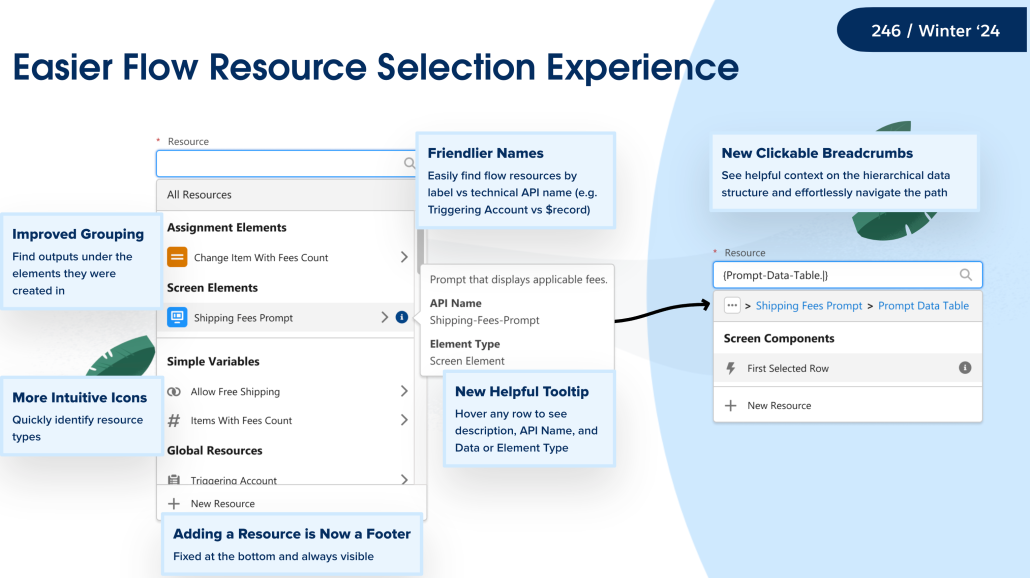 246 / Winter ‘24
Easier Flow Resource Selection Experience
* Resource
All Resources
Assignment Elements
Change Item With Fees Count
Screen Elements
Shipping Fees Prompt
Simple Variables
Allow Free Shipping
Items With Fees Count
Global Resources
Triggering Account
New Resource
Improved Grouping
Find outputs under the
elements they were
created in
More Intuitive Icons
Quickly identify resource
types
Adding a Resource is Now a Footer
Fixed at the bottom and always visible
Friendlier Names
Easily find flow resources by
label vs technical API name (e.g.
Triggering Account vs $record)
Prompt that displays applicable fees.
API Name
Shipping-Fees-Prompt
Element Type
Screen Element
New Helpful Tooltip
Hover any row to see
description, API Name, and
Data or Element Type
New Clickable Breadcrumbs
See helpful context on the hierarchical data
structure and effortlessly navigate the path
* Resource
{Prompt-Data-Table.|}
... > Shipping Fees Prompt > Prompt Data Table
Screen Components
First Selected Row
New Resource